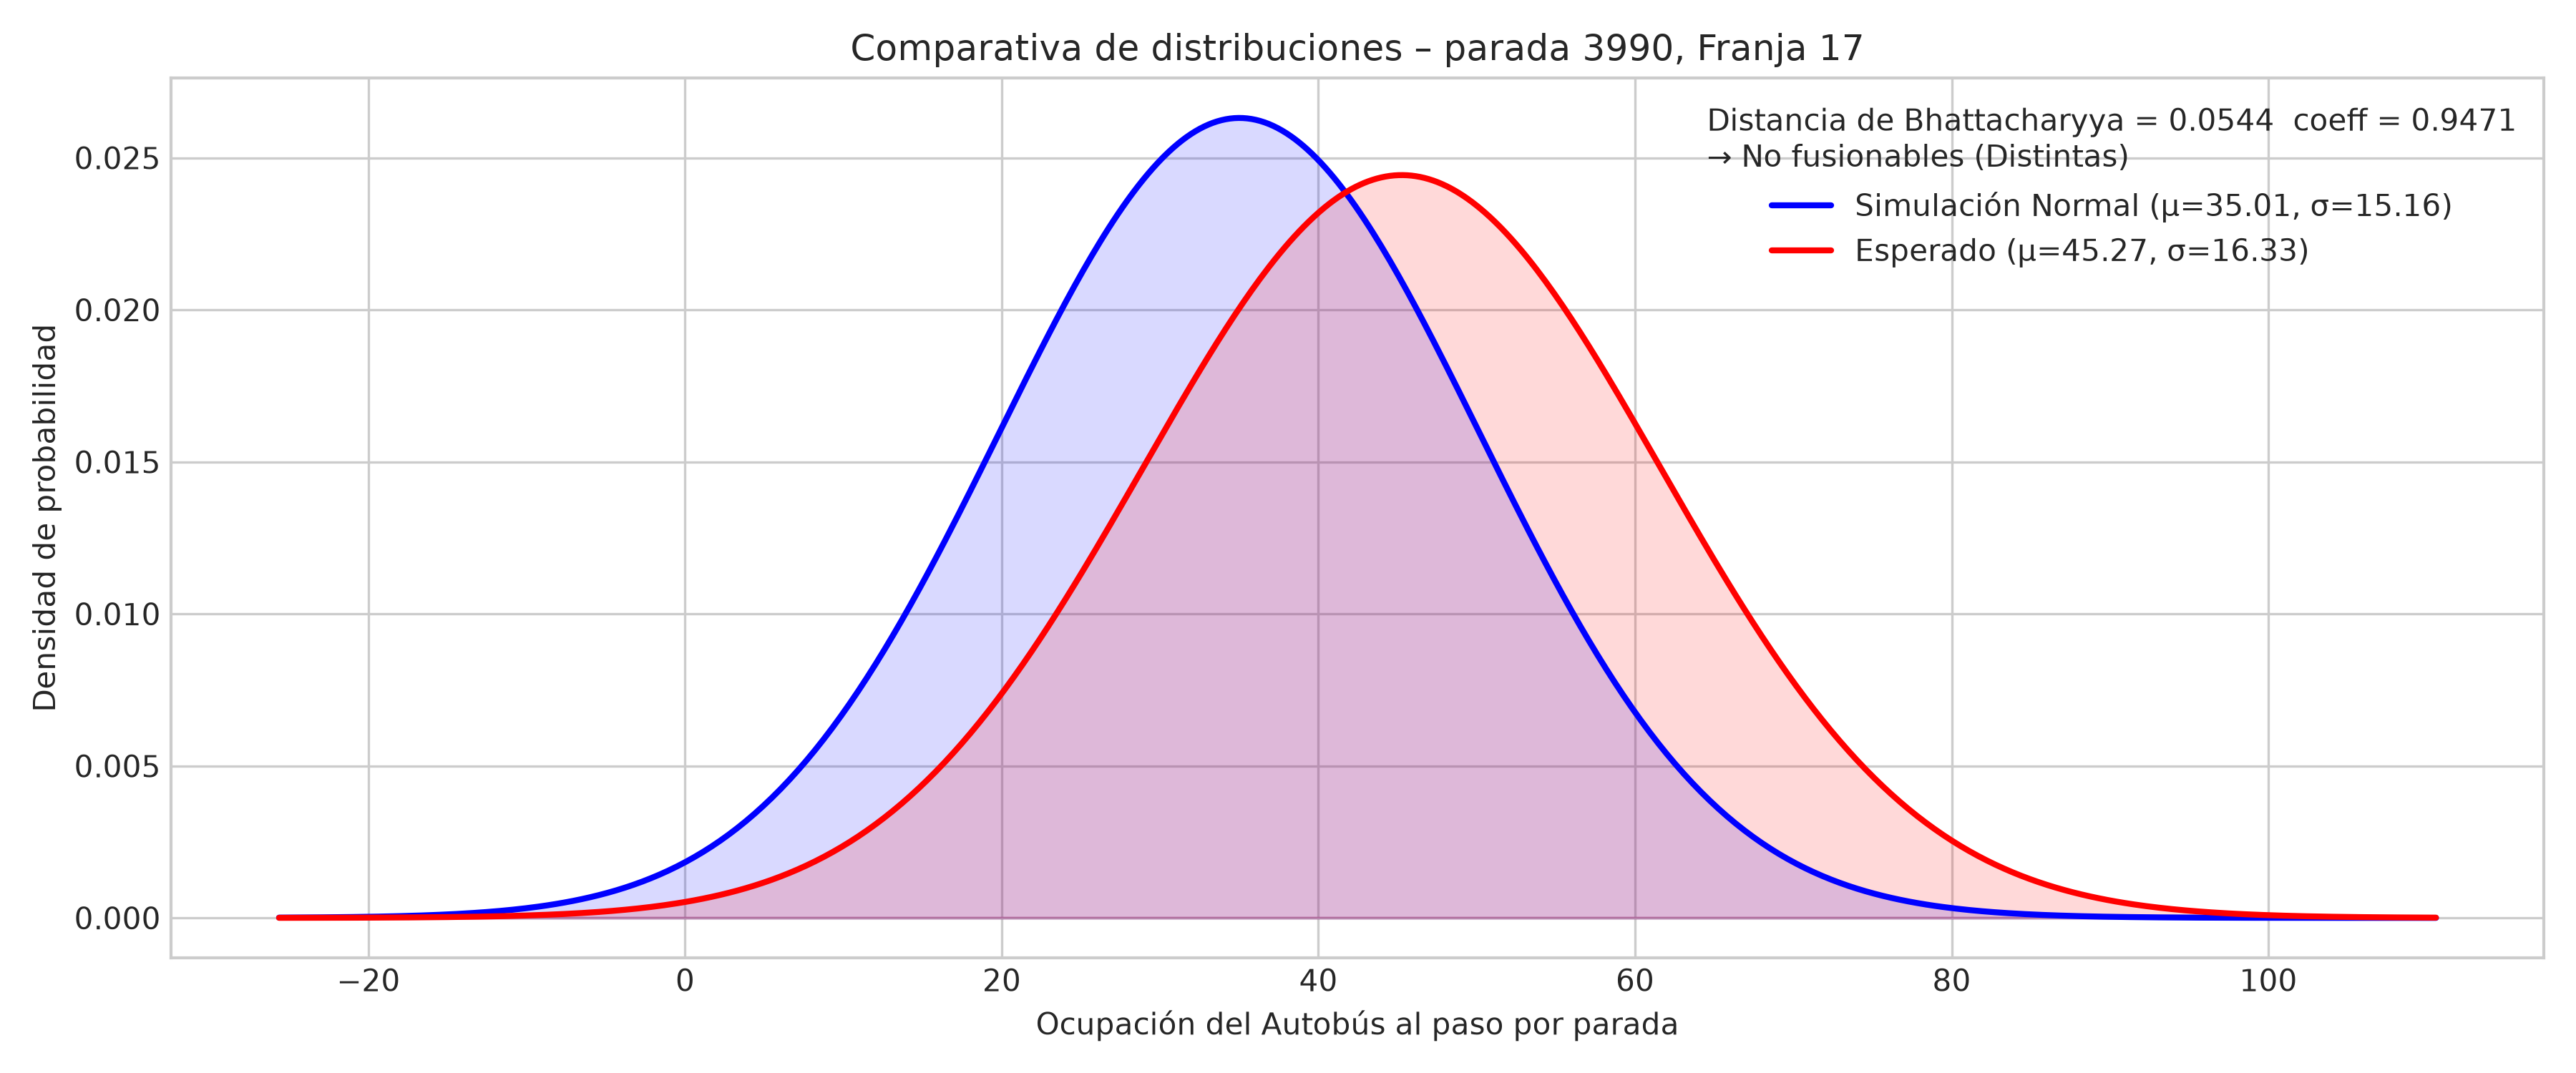 Comparativa de distribuciones – parada 3990, Franja 17
Distancia de Bhattacharyya = 0.0544  coeff = 0.9471
→ No fusionables (Distintas)
Simulación Normal (μ=35.01, σ=15.16)
Esperado (μ=45.27, σ=16.33)
Densidad de probabilidad
0.025
0.020
0.015
0.010
0.005
0.000
−20 0 20 40 60 80 100
Ocupación del Autobús al paso por parada